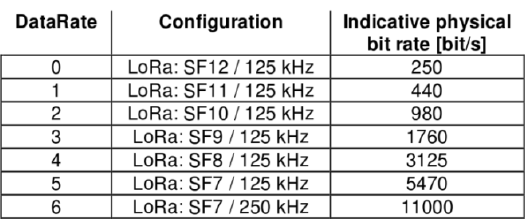 DataRate Configuration Indicative physical bit rate [bit/s]
0 LoRa: SF12 / 125 kHz 250
1 LoRa: SF11 / 125 kHz 440
2 LoRa: SF10 / 125 kHz 980
3 LoRa: SF9 / 125 kHz 1760
4 LoRa: SF8 / 125 kHz 3125
5 LoRa: SF7 / 125 kHz 5470
6 LoRa: SF7 / 250 kHz 11000